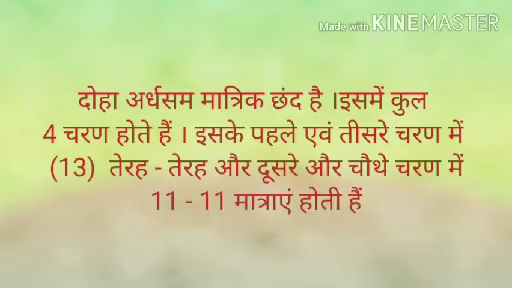 Made with KINEMASTER
दोहा अर्धसम मात्रिक छंद है ।इसमें कुल
4 चरण होते हैं । इसके पहले एवं तीसरे चरण में
(13) तेरह - तेरह और दूसरे और चौथे चरण में
11 - 11 मात्राएं होती हैं